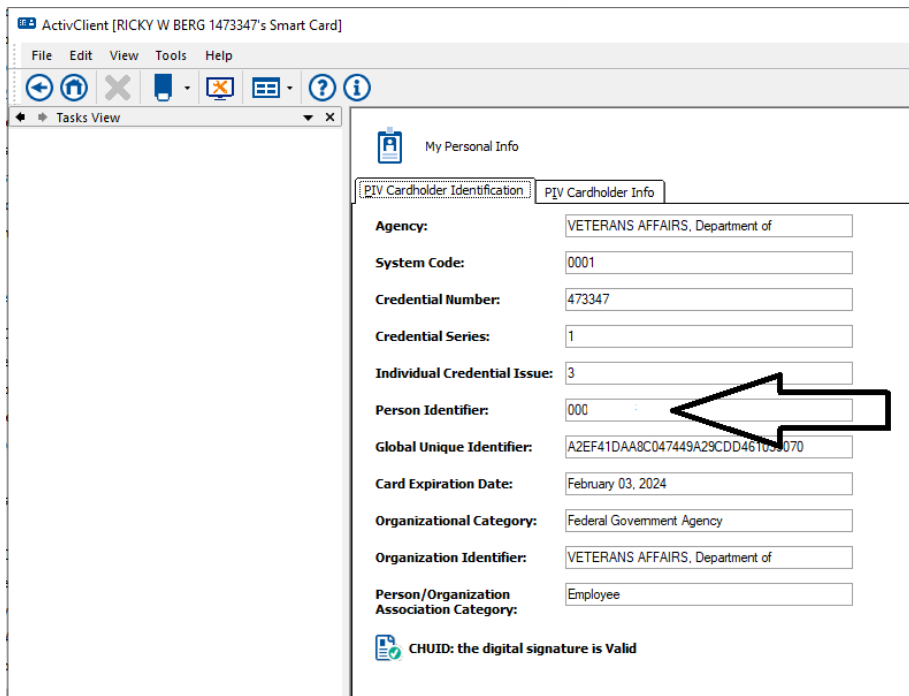 ActivClient [RICKY W BERG 1473347's Smart Card]
File Edit View Tools Help
Tasks View
My Personal Info
PIV Cardholder Identification PIV Cardholder Info
Agency: VETERANS AFFAIRS, Department of
System Code: 0001
Credential Number: 473347
Credential Series: 1
Individual Credential Issue: 3
Person Identifier: 000
Global Unique Identifier:
Card Expiration Date: February 03, 2024
Organizational Category: Federal Government Agency
Organization Identifier: VETERANS AFFAIRS, Department of
Person/Organization Employee
Association Category:
CHUID: the digital signature is Valid